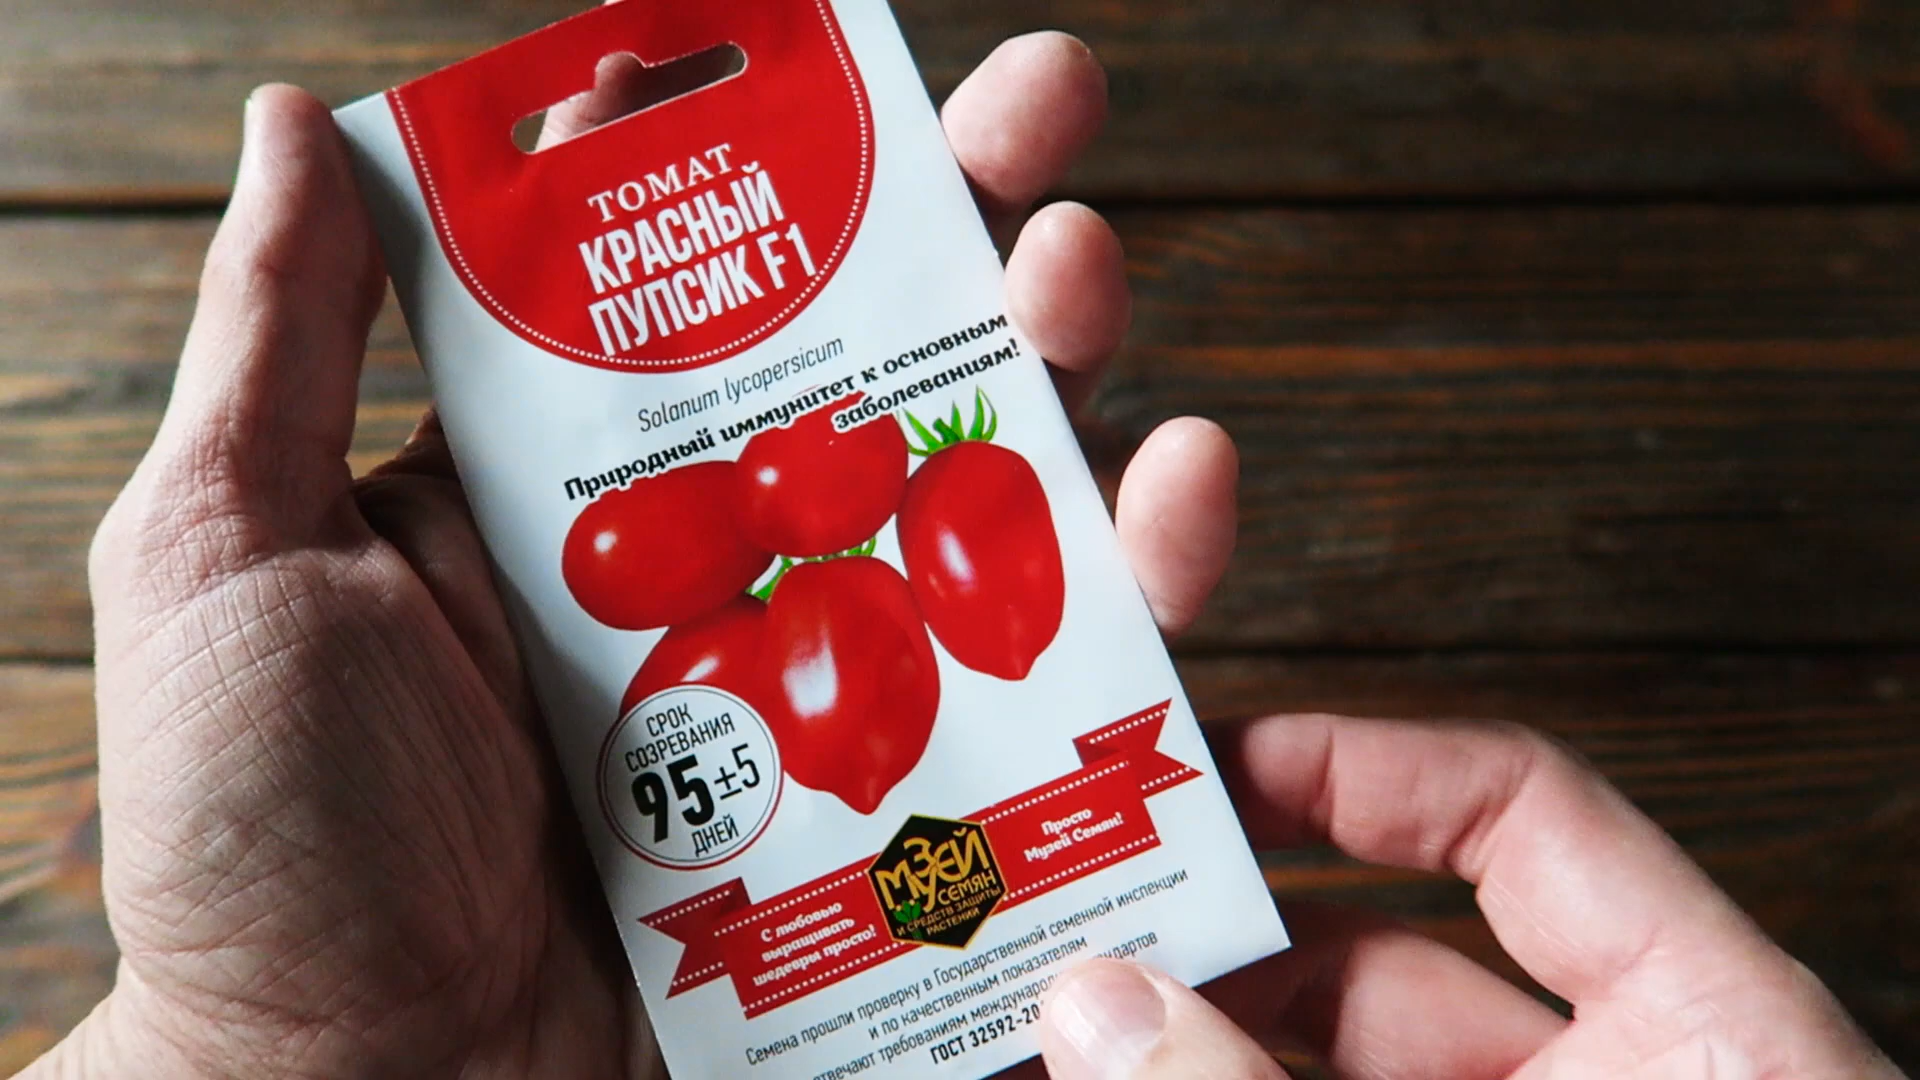 ТОМАТ
КРАСНЫЙ
ПУПСИК F1
Solanum lycopersicum
Природный иммунитет к основным
заболеваниям!
СРОК
СОЗРЕВАНИЯ
95±5
ДНЕЙ
С любовью
выращивать
шедевры просто!
МУЗЕЙ
СЕМЯН
И СРЕДСТВ ЗАЩИТЫ
РАСТЕНИЙ
Просто
Музей Семян!
Семена прошли проверку в Государственной семенной инспекции
и по качественным показателям
требованиям
ГОСТ 32592-20